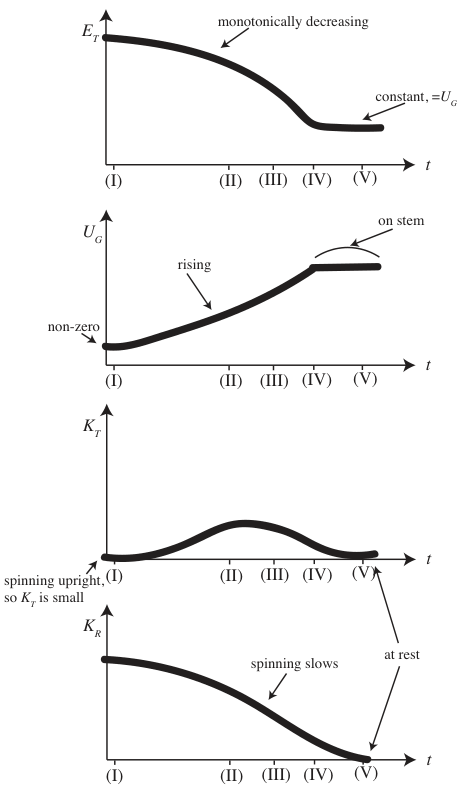 monotonically decreasing
E_T
constant, =U_G
t
(I) (II) (III) (IV) (V)
on stem
U_G
rising
non-zero
t
(I) (II) (III) (IV) (V)
K_T
t
spinning upright,
(I) (II) (III) (IV) (V)
so K_T is small
K_R
at rest
spinning slows
t
(I) (II) (III) (IV) (V)